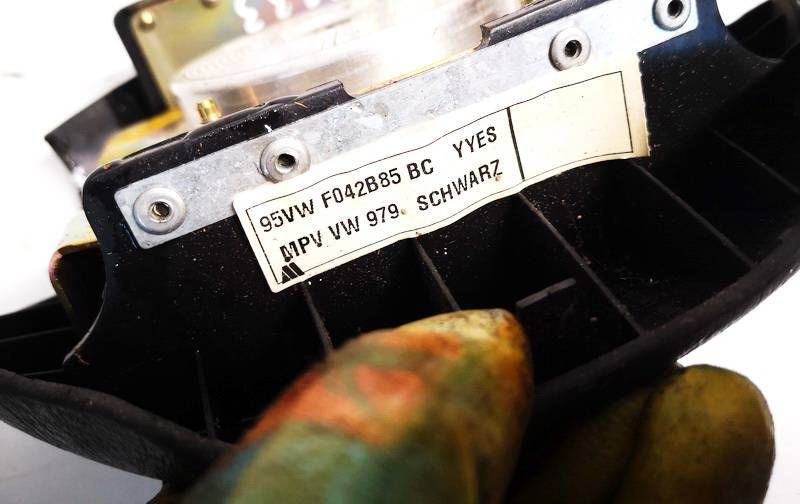 95VW F042B85 BC YYES
MPV VW 979. SCHWARZ